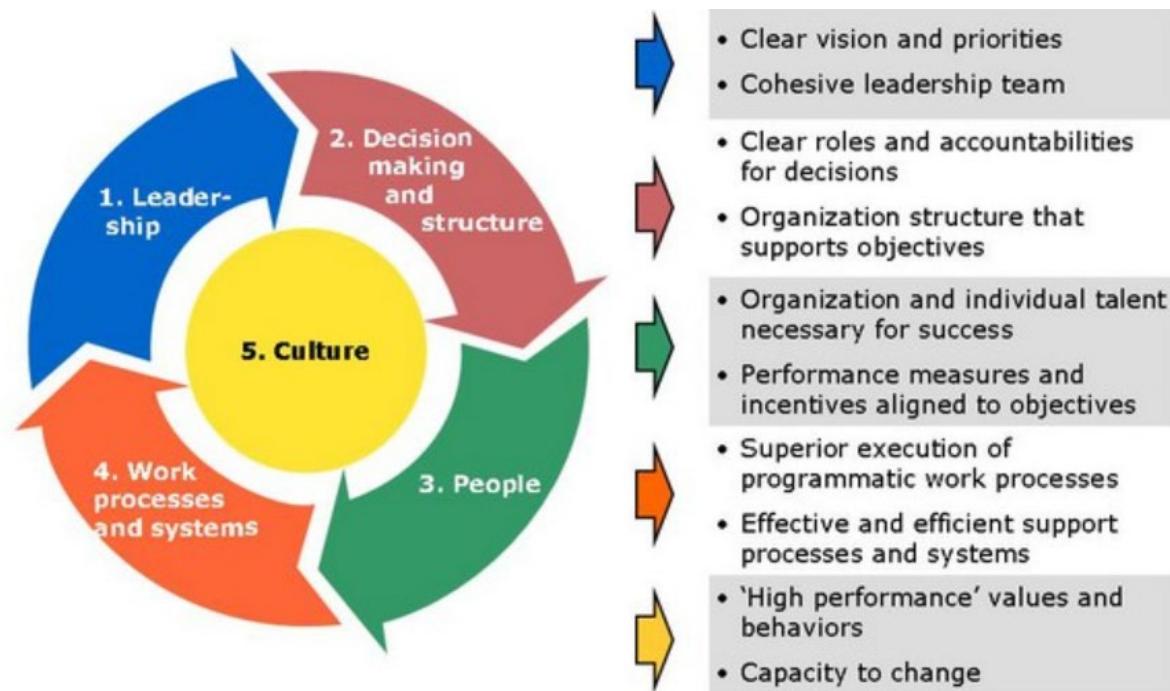 1. Leader-
ship
2. Decision
making
and
structure
3. People
4. Work
processes
and systems
5. Culture
• Clear vision and priorities
• Cohesive leadership team
• Clear roles and accountabilities
for decisions
• Organization structure that
supports objectives
• Organization and individual talent
necessary for success
• Performance measures and
incentives aligned to objectives
• Superior execution of
programmatic work processes
• Effective and efficient support
processes and systems
• ‘High performance’ values and
behaviors
• Capacity to change